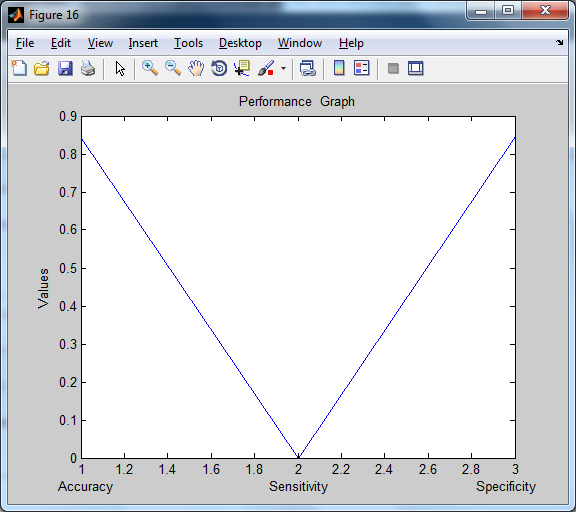 Figure 16
File Edit View Insert Tools Desktop Window Help
Performance Graph
Values
0.9
0.8
0.7
0.6
0.5
0.4
0.3
0.2
0.1
0
1 1.2 1.4 1.6 1.8 2 2.2 2.4 2.6 2.8 3
Accuracy Sensitivity Specificity